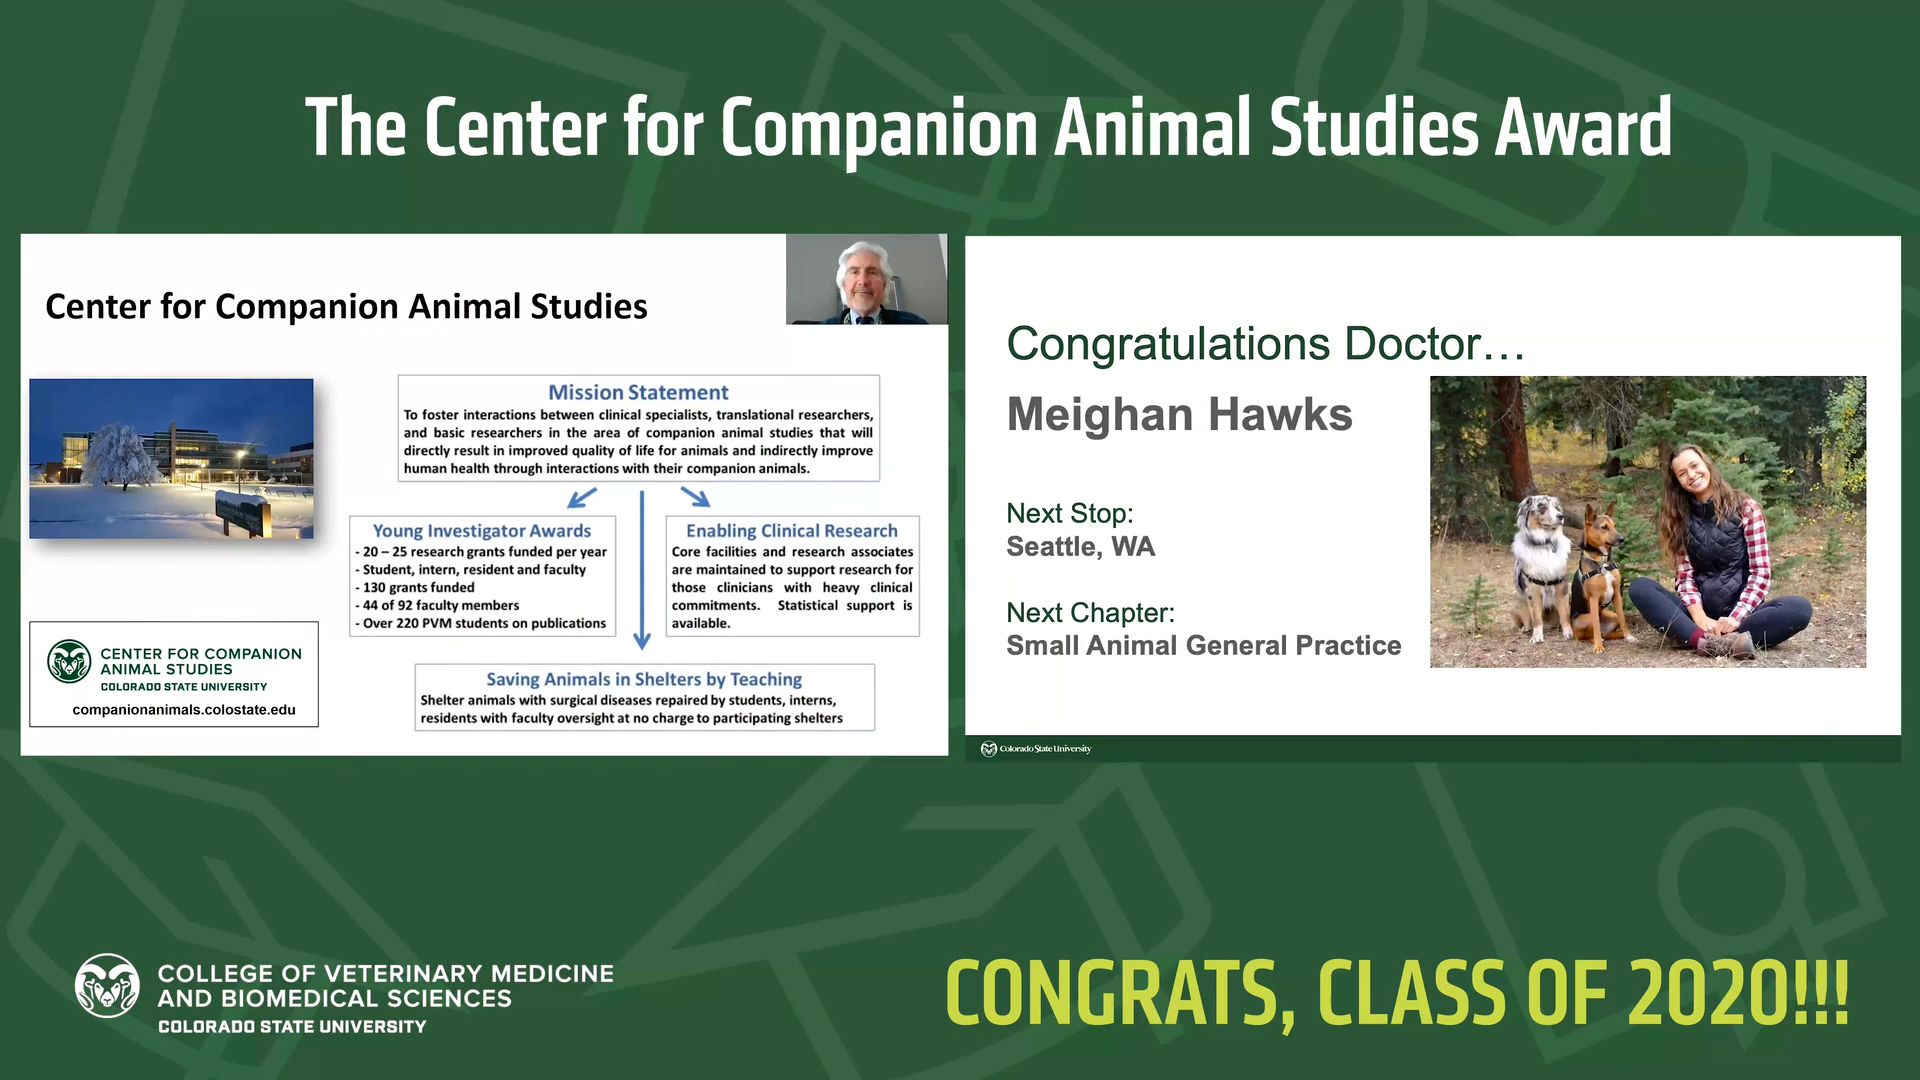 The Center for Companion Animal Studies Award
Center for Companion Animal Studies
Mission Statement
To foster interactions between clinical specialists, translational researchers,
and basic researchers in the area of companion animal studies that will
directly result in improved quality of life for animals and indirectly improve
human health through interactions with their companion animals.
Young Investigator Awards
- 20 – 25 research grants funded per year
- Student, intern, resident and faculty
- 130 grants funded
- 44 of 92 faculty members
- Over 220 PVM students on publications
Enabling Clinical Research
Core facilities and research associates
are maintained to support research for
those clinicians with heavy clinical
commitments. Statistical support is
available.
Saving Animals in Shelters by Teaching
Shelter animals with surgical diseases repaired by students, interns,
residents with faculty oversight at no charge to participating shelters
CENTER FOR COMPANION
ANIMAL STUDIES
COLORADO STATE UNIVERSITY
companionanimals.colostate.edu
Congratulations Doctor…
Meighan Hawks
Next Stop:
Seattle, WA
Next Chapter:
Small Animal General Practice
Colorado State University
COLLEGE OF VETERINARY MEDICINE
AND BIOMEDICAL SCIENCES
COLORADO STATE UNIVERSITY
CONGRATS, CLASS OF 2020!!!